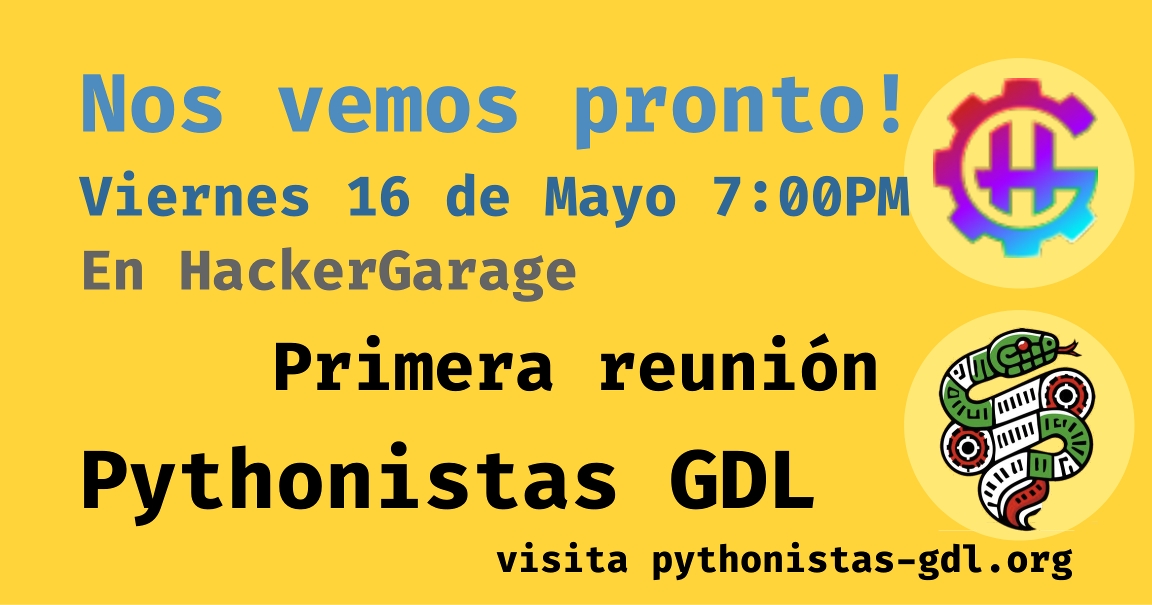 Nos vemos pronto!
Viernes 16 de Mayo 7:00PM
En HackerGarage
Primera reunión
Pythonistas GDL
visita pythonistas-gdl.org